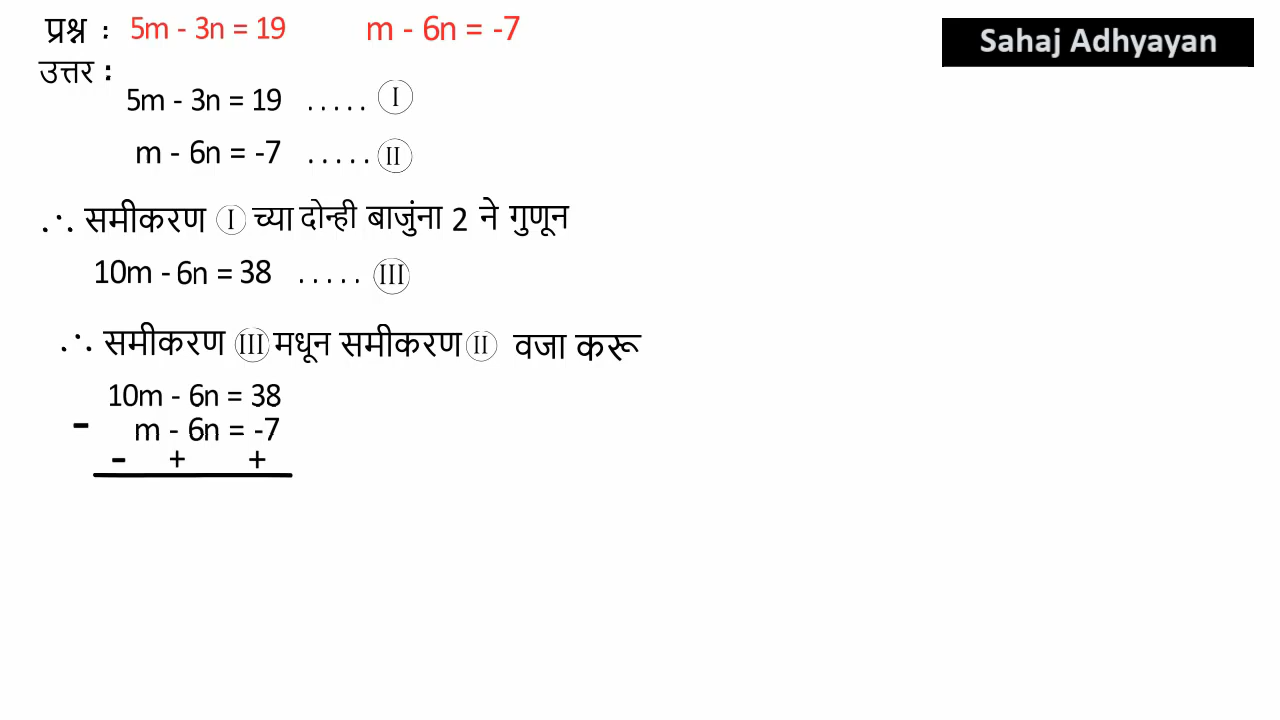 प्रश्न : 5m - 3n = 19 m - 6n = -7
Sahaj Adhyayan
उत्तर :
5m - 3n = 19 ..... I
m - 6n = -7 ..... II
∴ समीकरण I च्या दोन्ही बाजुंना 2 ने गुणून
10m - 6n = 38 ..... III
∴ समीकरण III मधून समीकरण II वजा करू
10m - 6n = 38
- m - 6n = -7
- + +